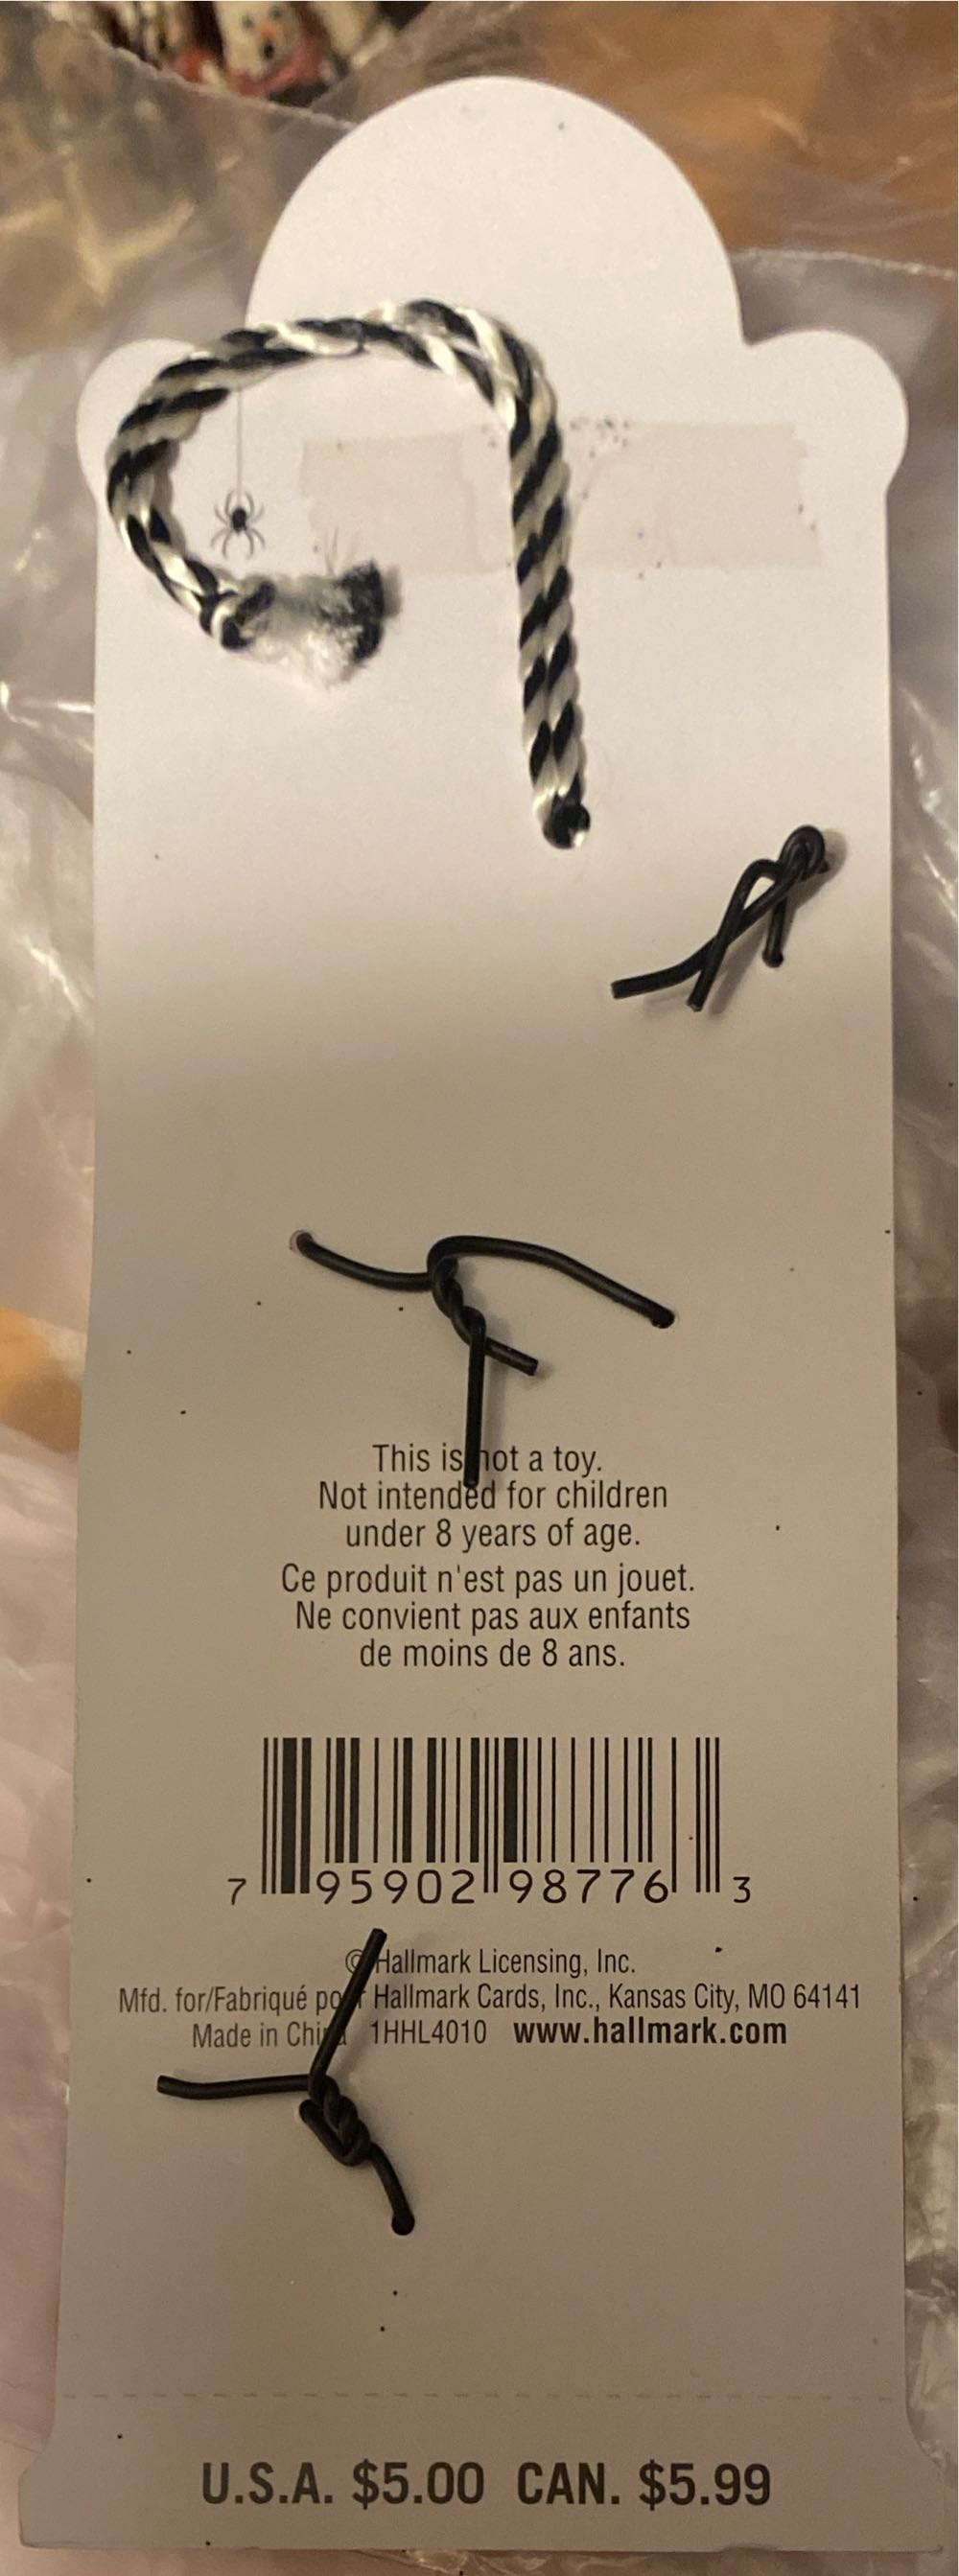 This is not a toy.
Not intended for children
under 8 years of age.
Ce produit n'est pas un jouet.
Ne convient pas aux enfants
de moins de 8 ans.
7 95902 98776 3
© Hallmark Licensing, Inc.
Mfd. for/Fabriqué pour Hallmark Cards, Inc., Kansas City, MO 64141
Made in China 1HHL4010 www.hallmark.com
U.S.A. $5.00 CAN. $5.99